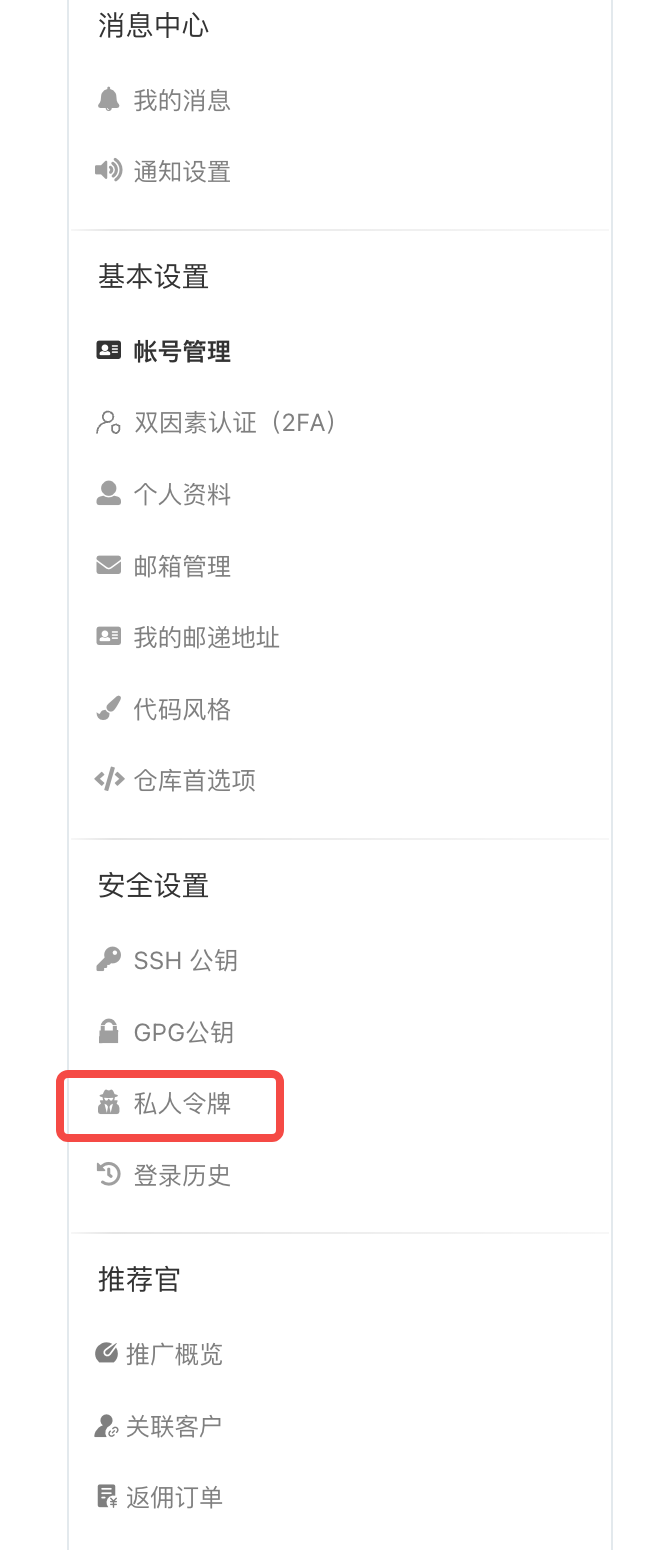 消息中心
我的消息
通知设置
基本设置
帐号管理
双因素认证（2FA）
个人资料
邮箱管理
我的邮递地址
代码风格
仓库首选项
安全设置
SSH 公钥
GPG公钥
私人令牌
登录历史
推荐官
推广概览
关联客户
返佣订单